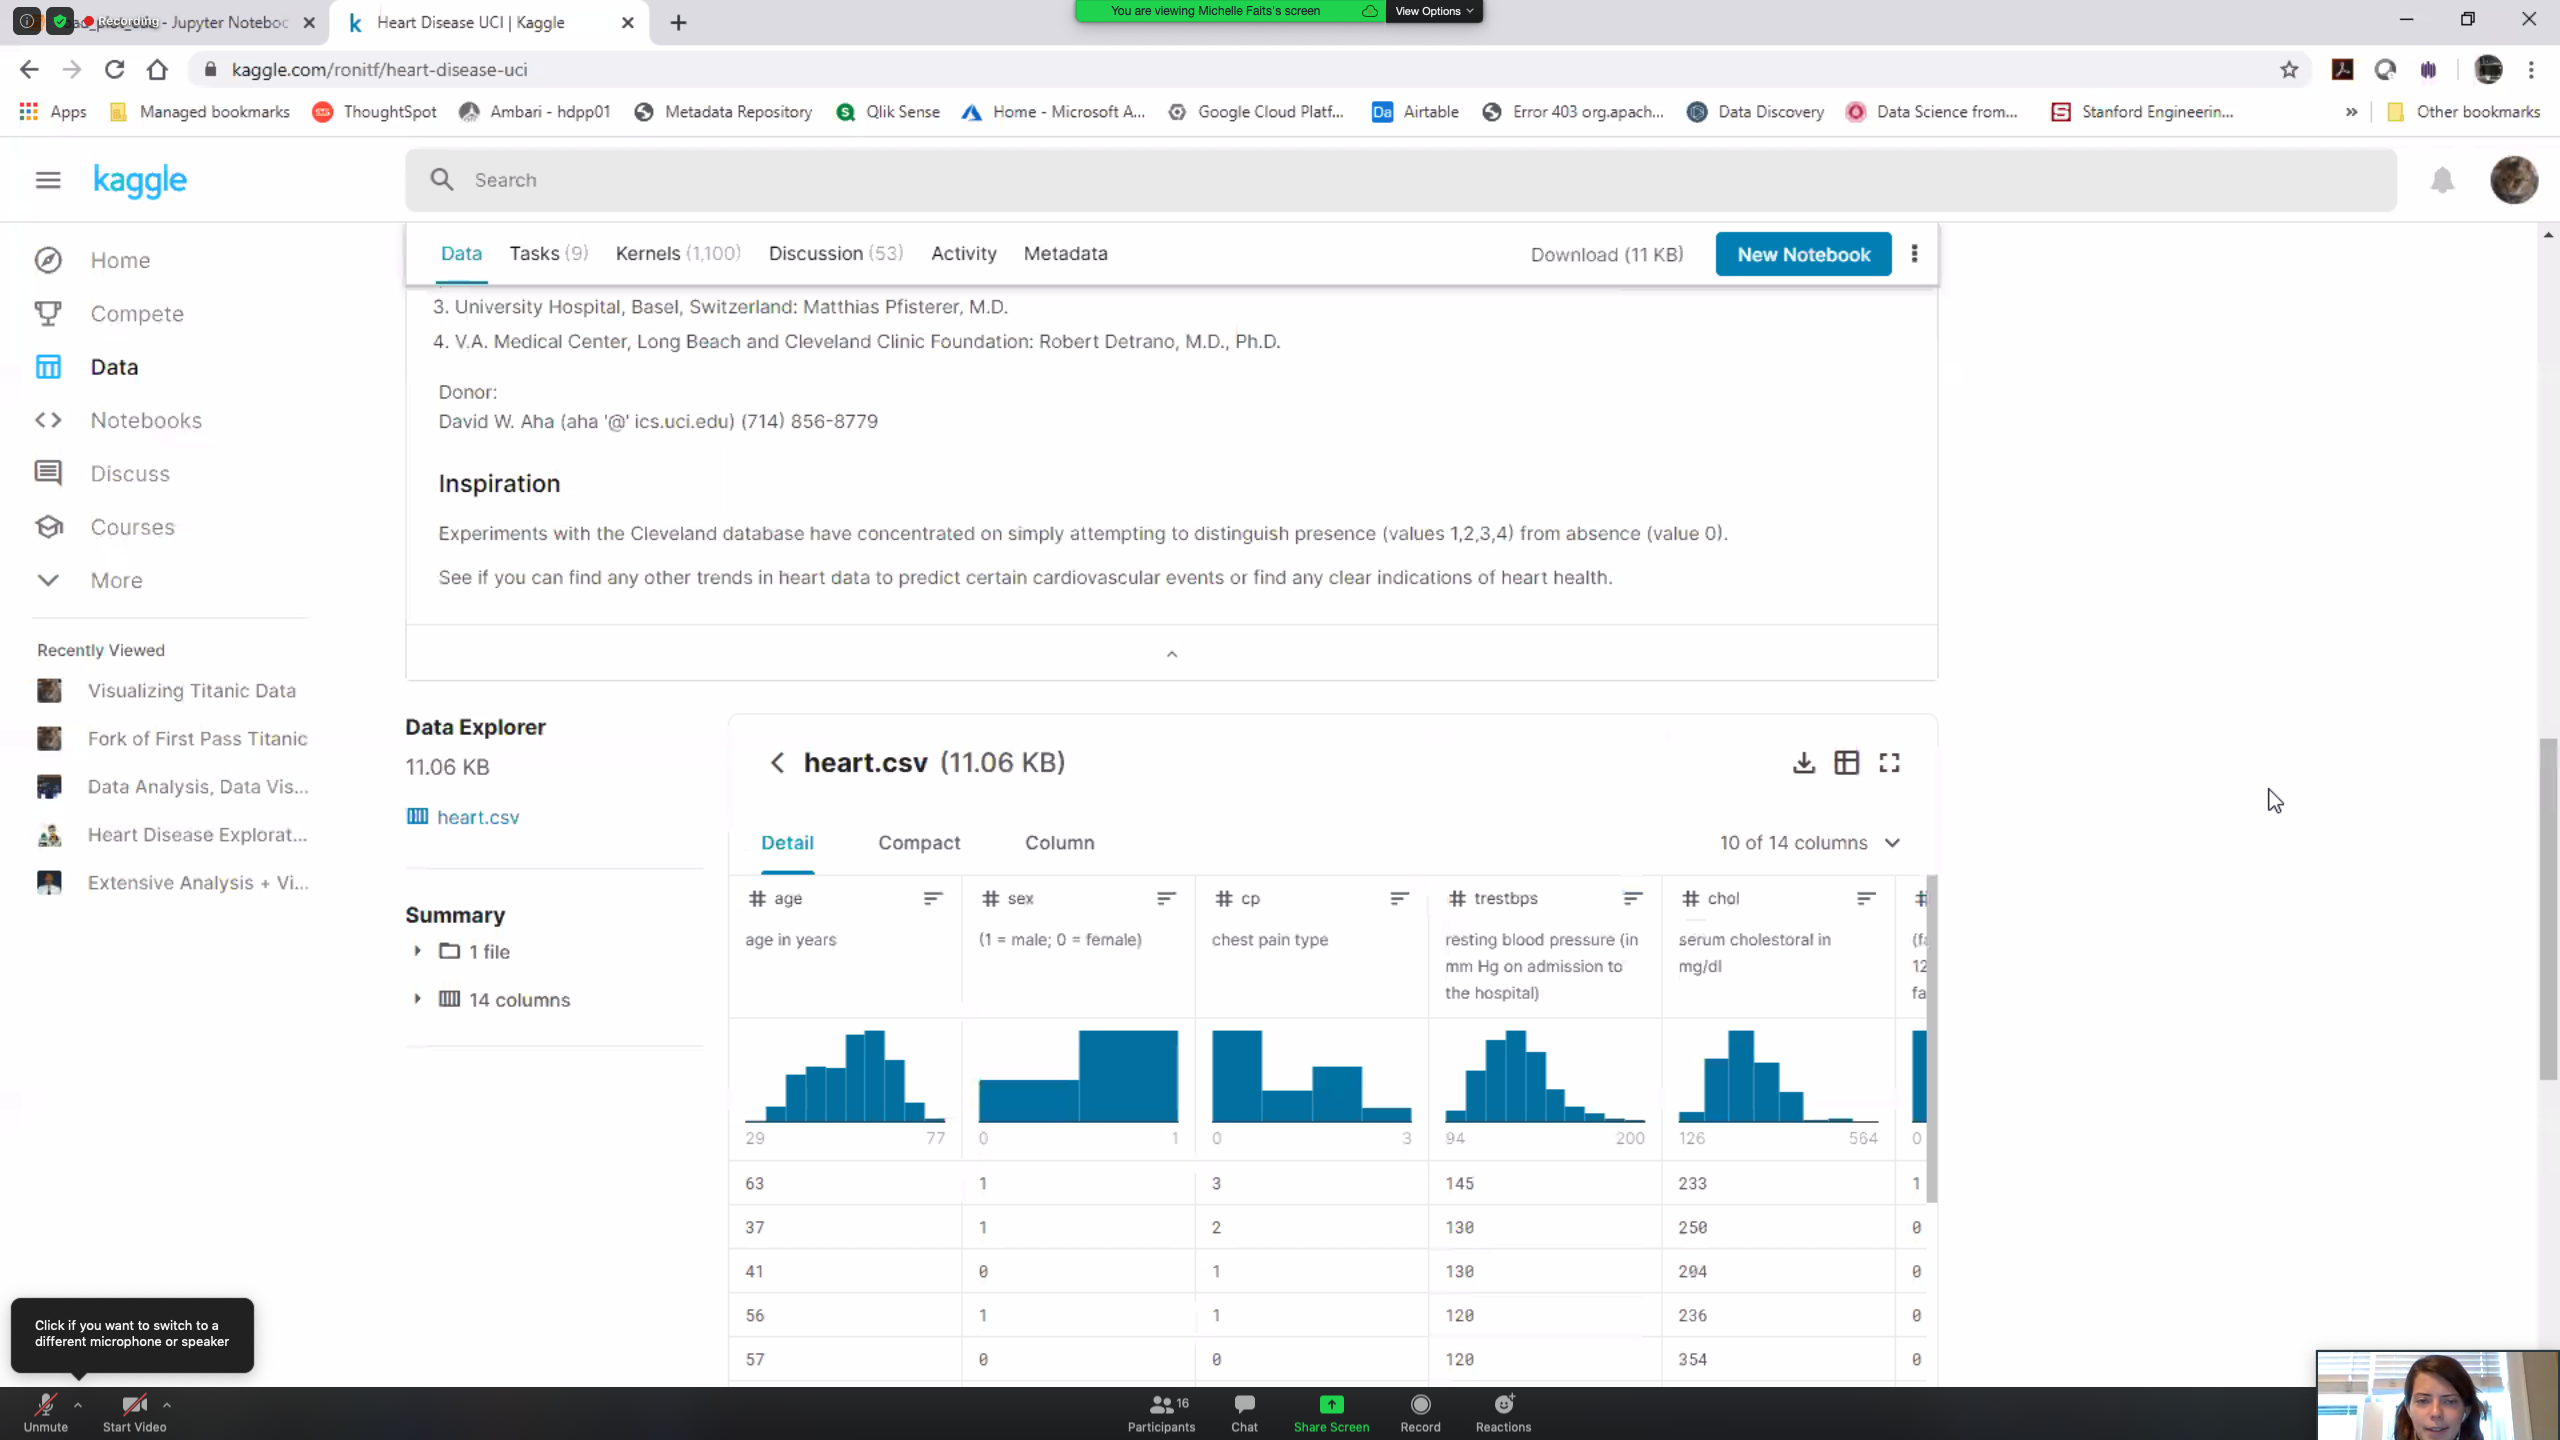 Recording
- Jupyter Noteboo
Heart Disease UCI | Kaggle
You are viewing Michelle Faits's screen
View Options
kaggle.com/ronitf/heart-disease-uci
Apps
Managed bookmarks
ThoughtSpot
Ambari - hdpp01
Metadata Repository
Qlik Sense
Home - Microsoft A...
Google Cloud Platf...
Da
Airtable
Error 403 org.apach...
Data Discovery
Data Science from...
Stanford Engineerin...
»
Other bookmarks
kaggle
Search
Home
Compete
Data
Notebooks
Discuss
Courses
More
Recently Viewed
Visualizing Titanic Data
Fork of First Pass Titanic
Data Analysis, Data Vis...
Heart Disease Explorat...
Extensive Analysis + Vi...
Data Tasks (9) Kernels (1,100) Discussion (53) Activity Metadata
Download (11 KB)
New Notebook
3. University Hospital, Basel, Switzerland: Matthias Pfisterer, M.D.
4. V.A. Medical Center, Long Beach and Cleveland Clinic Foundation: Robert Detrano, M.D., Ph.D.
Donor:
David W. Aha (aha '@' ics.uci.edu) (714) 856-8779
Inspiration
Experiments with the Cleveland database have concentrated on simply attempting to distinguish presence (values 1,2,3,4) from absence (value 0).
See if you can find any other trends in heart data to predict certain cardiovascular events or find any clear indications of heart health.
Data Explorer
11.06 KB
heart.csv
Summary
1 file
14 columns
heart.csv (11.06 KB)
Detail Compact Column
10 of 14 columns
# age # sex # cp # trestbps # chol #
age in years
(1 = male; 0 = female)
chest pain type
resting blood pressure (in
mm Hg on admission to
the hospital)
serum cholestoral in
mg/dl
(fa
12
fa
29 77 0 1 0 3 94 200 126 564 0
63 1 3 145 233 1
37 1 2 130 250 0
41 0 1 130 204 0
56 1 1 120 236 0
57 0 0 120 354 0
Click if you want to switch to a
different microphone or speaker
Unmute
Start Video
16
Participants
Chat
Share Screen
Record
Reactions